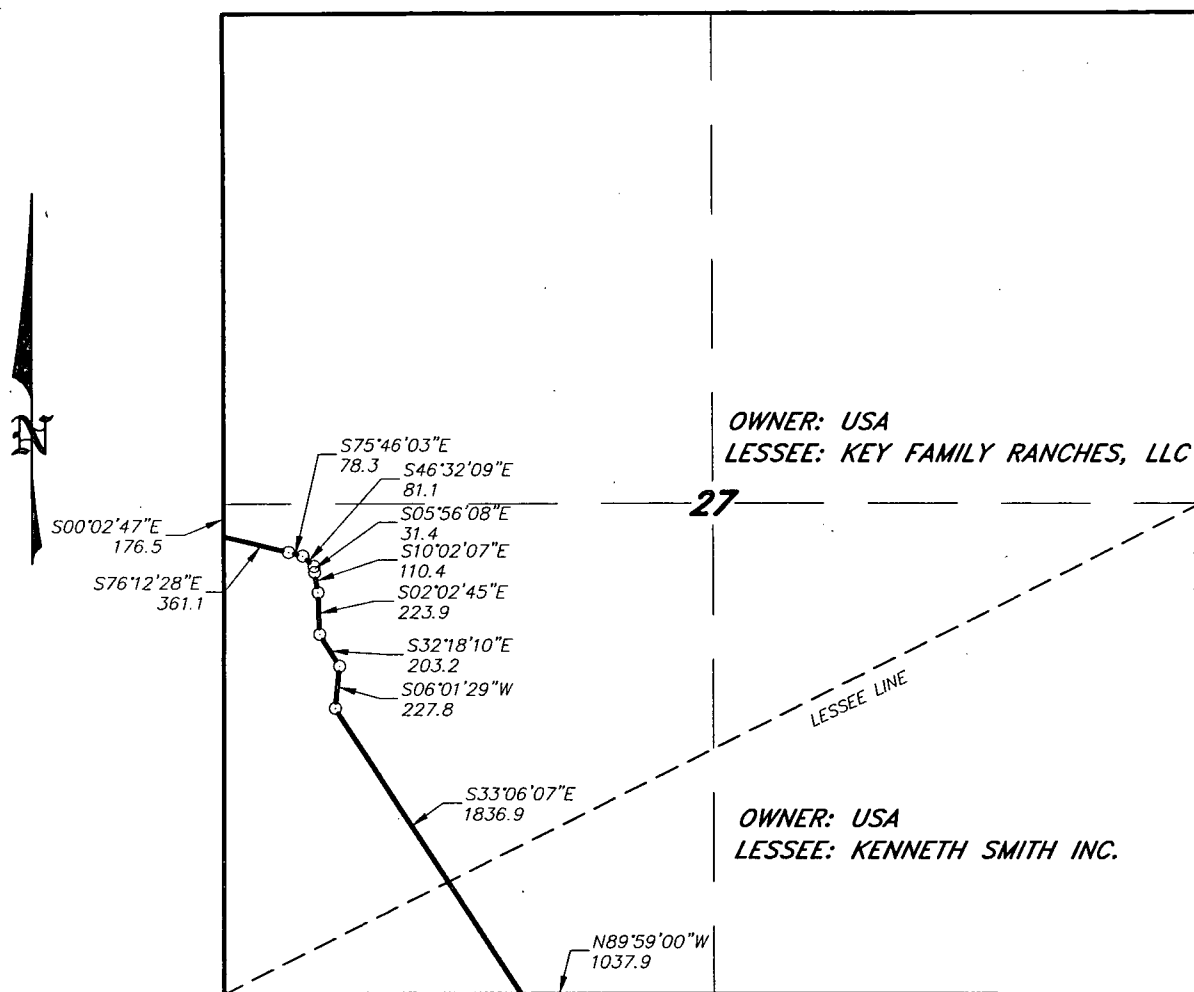 N
OWNER: USA
LESSEE: KEY FAMILY RANCHES, LLC
S75°46'03"E
78.3
S46°32'09"E
81.1
27
S05°56'08"E
31.4
S00°02'47"E
176.5
S10°02'07"E
110.4
S76°12'28"E
361.1
S02°02'45"E
223.9
S32°18'10"E
203.2
S06°01'29"W
227.8
LESSEE LINE
S33°06'07"E
1836.9
OWNER: USA
LESSEE: KENNETH SMITH INC.
N89°59'00"W
1037.9